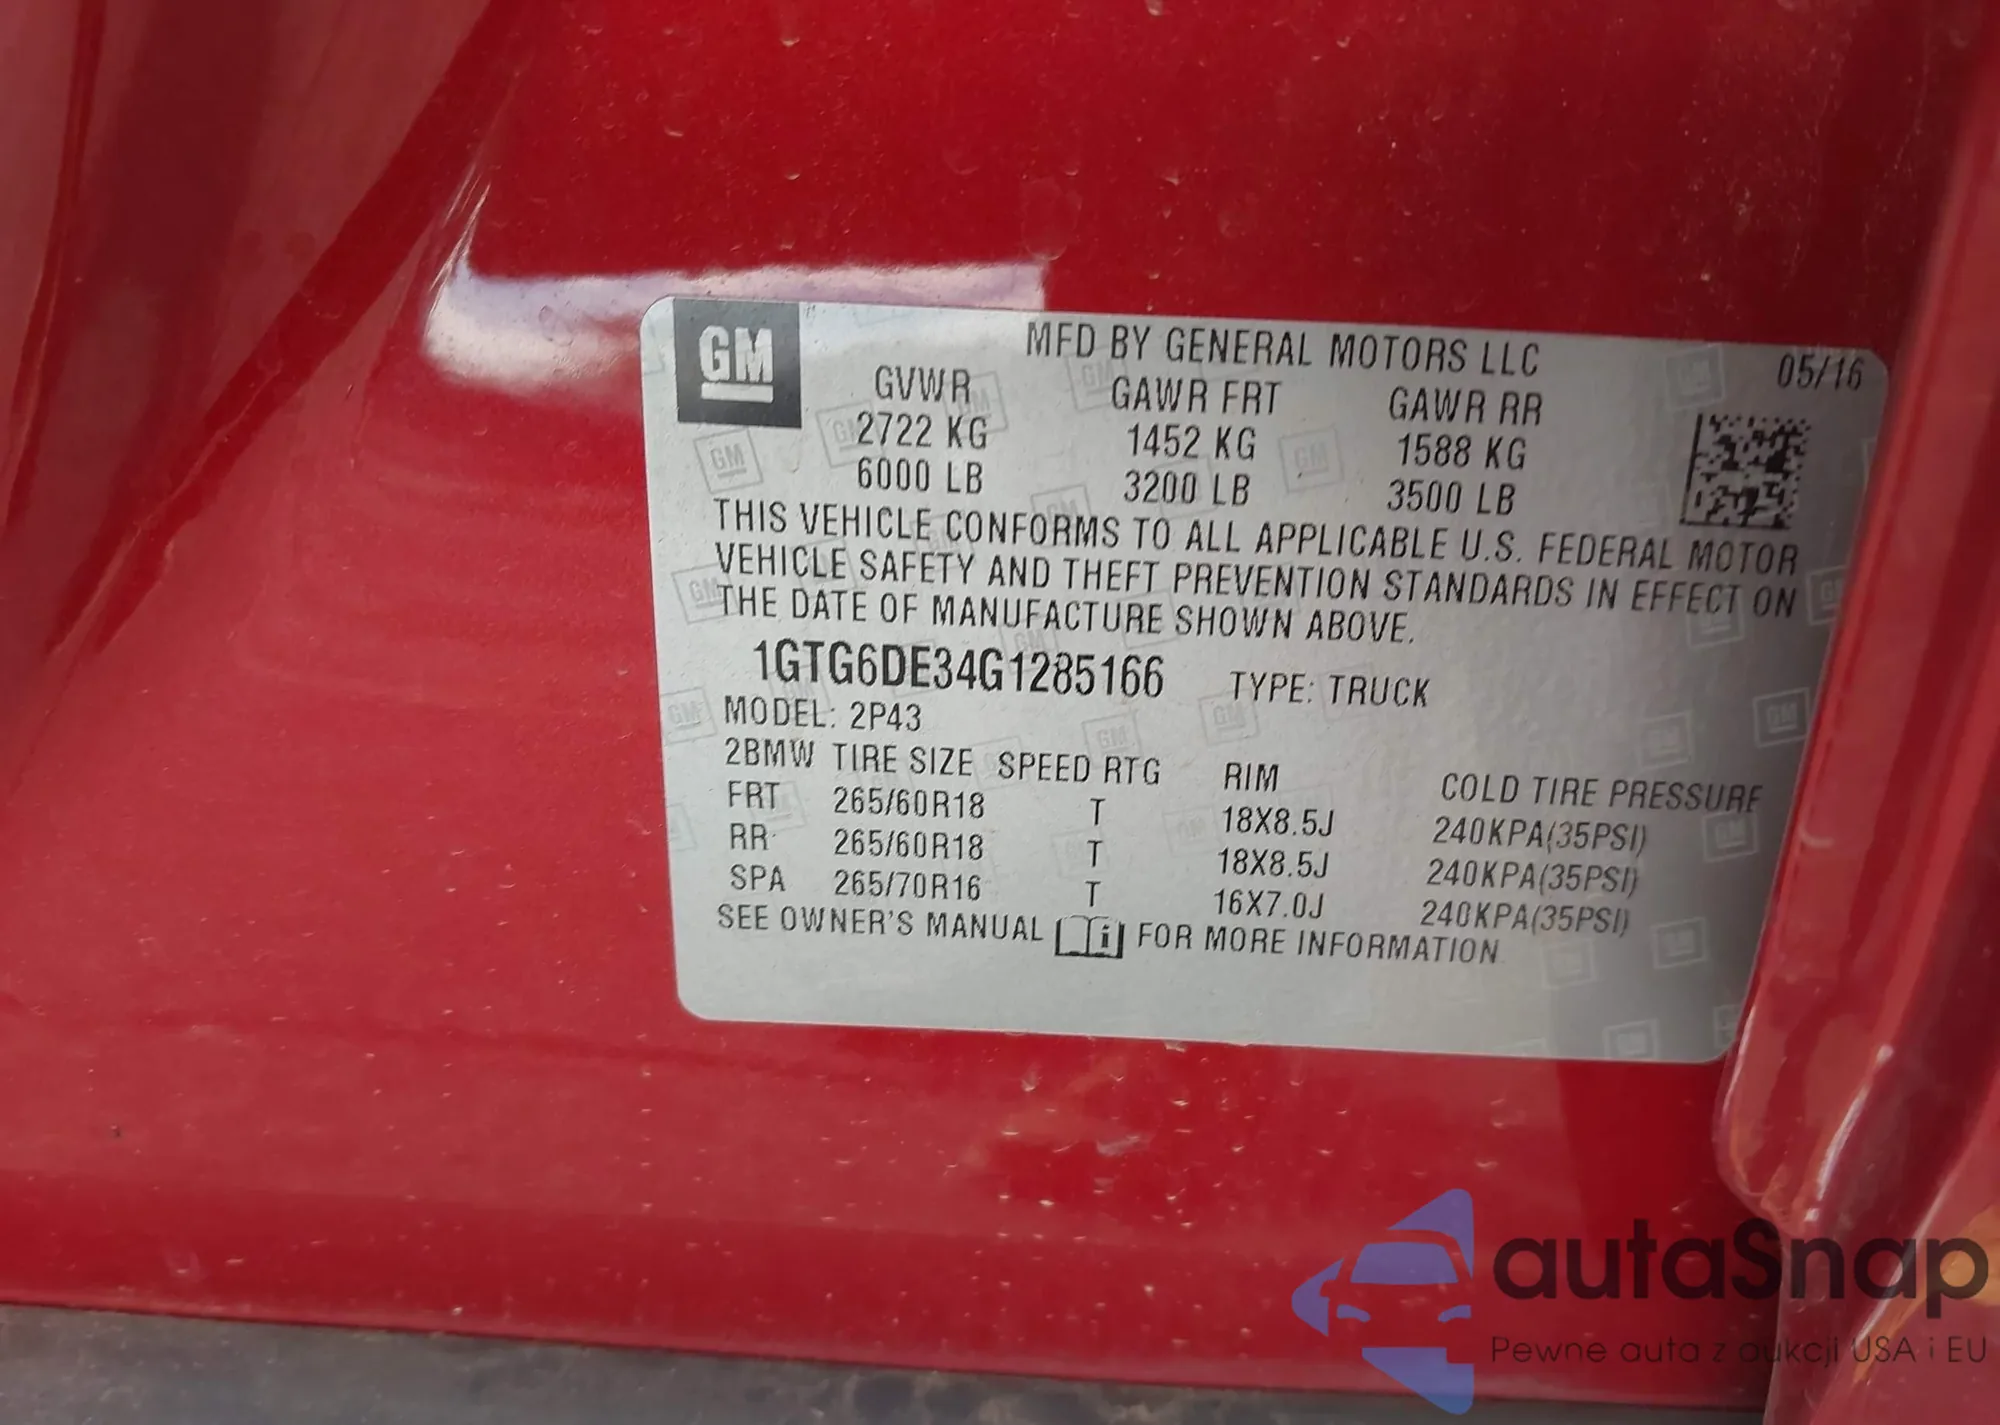 GM
MFD BY GENERAL MOTORS LLC 05/16
GVWR GAWR FRT GAWR RR
2722 KG 1452 KG 1588 KG
6000 LB 3200 LB 3500 LB
THIS VEHICLE CONFORMS TO ALL APPLICABLE U.S. FEDERAL MOTOR
VEHICLE SAFETY AND THEFT PREVENTION STANDARDS IN EFFECT ON
THE DATE OF MANUFACTURE SHOWN ABOVE.
1GTG6DE34G1285166 TYPE: TRUCK
MODEL: 2P43
2BMW TIRE SIZE SPEED RTG RIM COLD TIRE PRESSURE
FRT 265/60R18 T 18X8.5J 240KPA(35PSI)
RR 265/60R18 T 18X8.5J 240KPA(35PSI)
SPA 265/70R16 T 16X7.0J 240KPA(35PSI)
SEE OWNER'S MANUAL i FOR MORE INFORMATION
autaSnap
Pewne auta z aukcji USA i EU